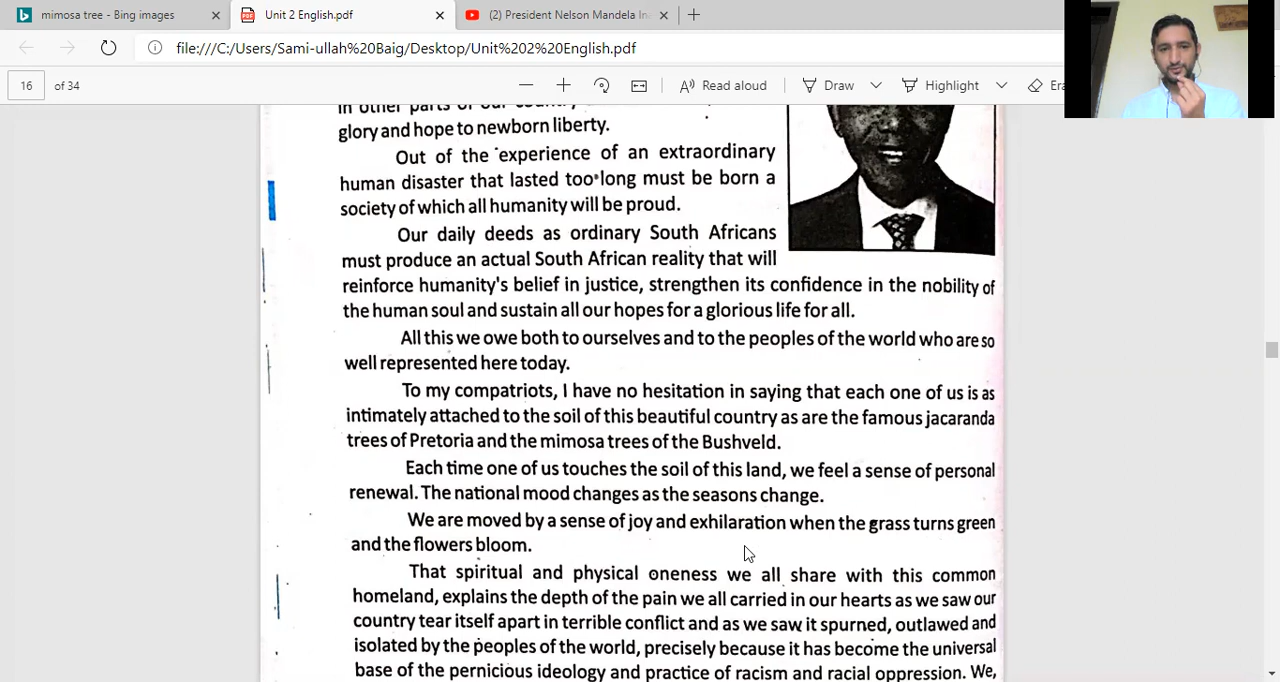 mimosa tree - Bing images
Unit 2 English.pdf
(2) President Nelson Mandela In
file:///C:/Users/Sami-ullah%20Baig/Desktop/Unit%202%20English.pdf
16 of 34
Read aloud
Draw
Highlight
Era
in other parts of our country
glory and hope to newborn liberty.
Out of the experience of an extraordinary
human disaster that lasted too long must be born a
society of which all humanity will be proud.
Our daily deeds as ordinary South Africans
must produce an actual South African reality that will
reinforce humanity's belief in justice, strengthen its confidence in the nobility of
the human soul and sustain all our hopes for a glorious life for all.
All this we owe both to ourselves and to the peoples of the world who are so
well represented here today.
To my compatriots, I have no hesitation in saying that each one of us is as
intimately attached to the soil of this beautiful country as are the famous jacaranda
trees of Pretoria and the mimosa trees of the Bushveld.
Each time one of us touches the soil of this land, we feel a sense of personal
renewal. The national mood changes as the seasons change.
We are moved by a sense of joy and exhilaration when the grass turns green
and the flowers bloom.
That spiritual and physical oneness we all share with this common
homeland, explains the depth of the pain we all carried in our hearts as we saw our
country tear itself apart in terrible conflict and as we saw it spurned, outlawed and
isolated by the peoples of the world, precisely because it has become the universal
base of the pernicious ideology and practice of racism and racial oppression. We,